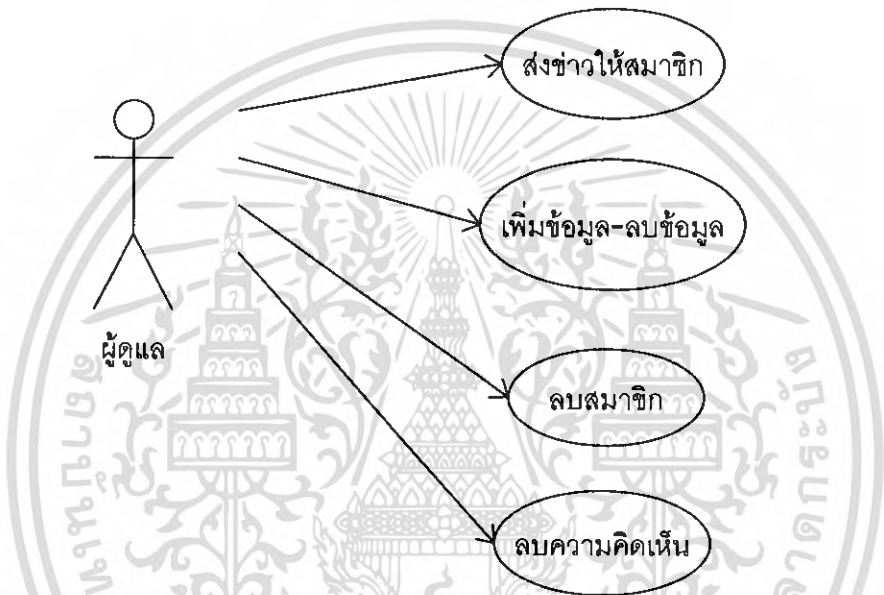 ส่งข่าวให้สมาชิก
เพิ่มข้อมูล-ลบข้อมูล
ผู้ดูแล
ลบสมาชิก
ลบความคิดเห็น